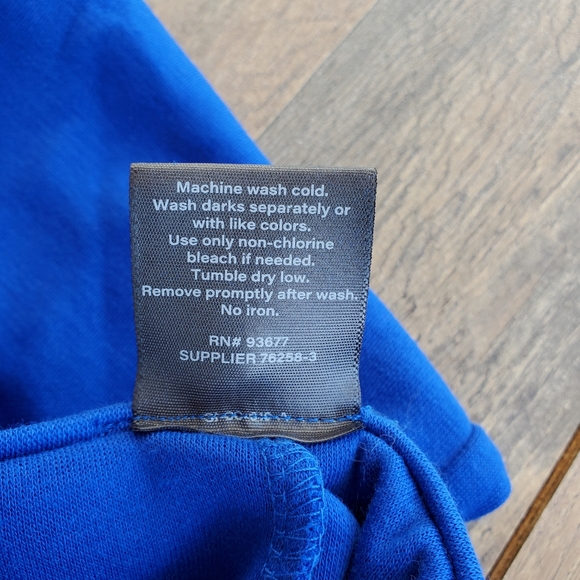 Machine wash cold.
Wash darks separately or
with like colors.
Use only non-chlorine
bleach if needed.
Tumble dry low.
Remove promptly after wash.
No iron.
RN# 93677
SUPPLIER 76258-3